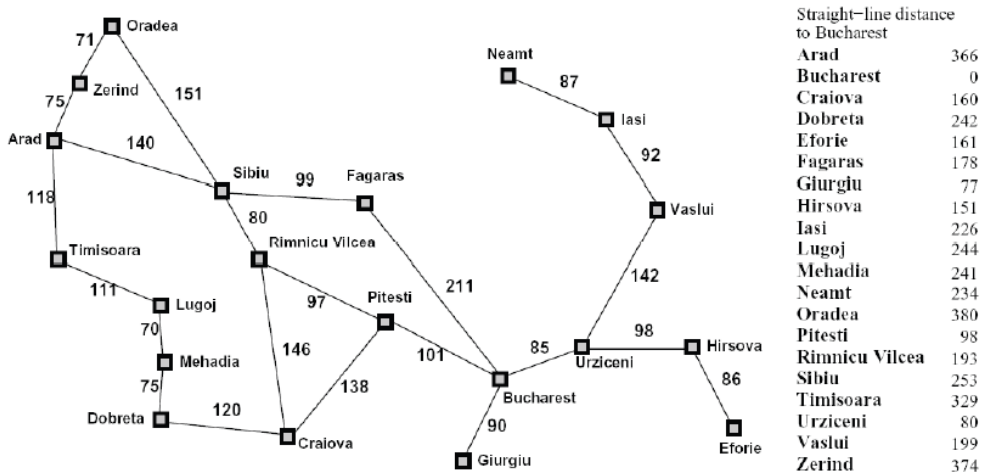 Oradea
71
Zerind
75
151
Arad
140
118
Sibiu
99
Fagaras
80
Rimnicu Vilcea
Timisoara
111
Lugoj
70
Mehadia
75
Dobreta
120
Craiova
146
138
97
Pitesti
211
101
Bucharest
90
Giurgiu
85
Urziceni
98
Hirsova
86
Eforie
142
Vaslui
92
Iasi
87
Neamt
Straight−line distance
to Bucharest
Arad 366
Bucharest 0
Craiova 160
Dobreta 242
Eforie 161
Fagaras 178
Giurgiu 77
Hirsova 151
Iasi 226
Lugoj 244
Mehadia 241
Neamt 234
Oradea 380
Pitesti 98
Rimnicu Vilcea 193
Sibiu 253
Timisoara 329
Urziceni 80
Vaslui 199
Zerind 374